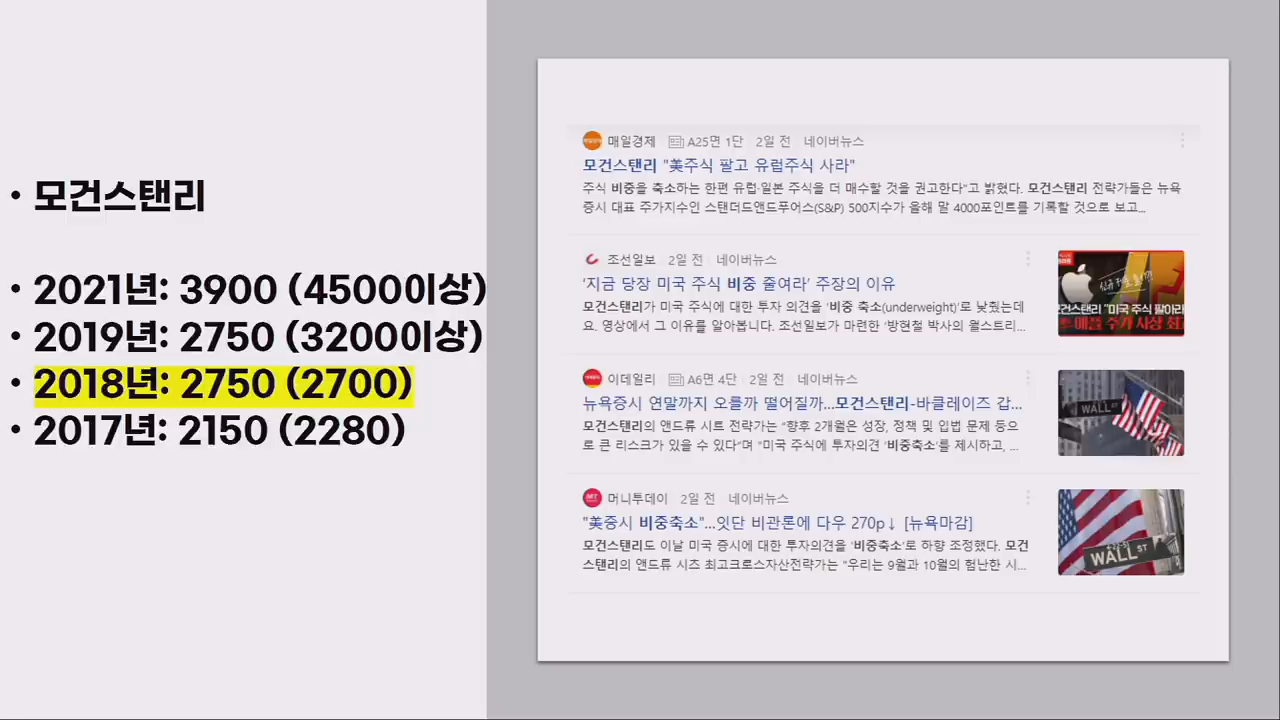 • 모건스탠리
• 2021년: 3900 (4500이상)
• 2019년: 2750 (3200이상)
• 2018년: 2750 (2700)
• 2017년: 2150 (2280)
매일경제 A25면 1단 2일 전 네이버뉴스
모건스탠리 "美주식 팔고 유럽주식 사라"
주식 비중을 축소하는 한편 유럽·일본 주식을 더 매수할 것을 권고한다"고 밝혔다. 모건스탠리 전략가들은 뉴욕
증시 대표 주가지수인 스탠더드앤드푸어스(S&P) 500지수가 올해 말 4000포인트를 기록할 것으로 보고...
조선일보 2일 전 네이버뉴스
'지금 당장 미국 주식 비중 줄여라' 주장의 이유
모건스탠리가 미국 주식에 대한 투자 의견을 '비중 축소(underweight)'로 낮췄는데
요. 영상에서 그 이유를 알아봅니다. 조선일보가 마련한 '방현철 박사의 월스트리...
건스탠리 "미국 주식 팔아라
애플 주가 사상 최
이데일리 A6면 4단 2일 전 네이버뉴스
뉴욕증시 연말까지 오를까 떨어질까...모건스탠리-바클레이즈 갑...
모건스탠리의 앤드류 시트 전략가는 "향후 2개월은 성장, 정책 및 입법 문제 등으
로 큰 리스크가 있을 수 있다"며 "미국 주식에 투자의견 '비중축소'를 제시하고, ...
WALL ST
머니투데이 2일 전 네이버뉴스
"美증시 비중축소"...잇단 비관론에 다우 270p↓ [뉴욕마감]
모건스탠리도 이날 미국 증시에 대한 투자의견을 '비중축소'로 하향 조정했다. 모건
스탠리의 앤드류 시츠 최고크로스자산전략가는 "우리는 9월과 10월의 험난한 시...
MT
WALL ST